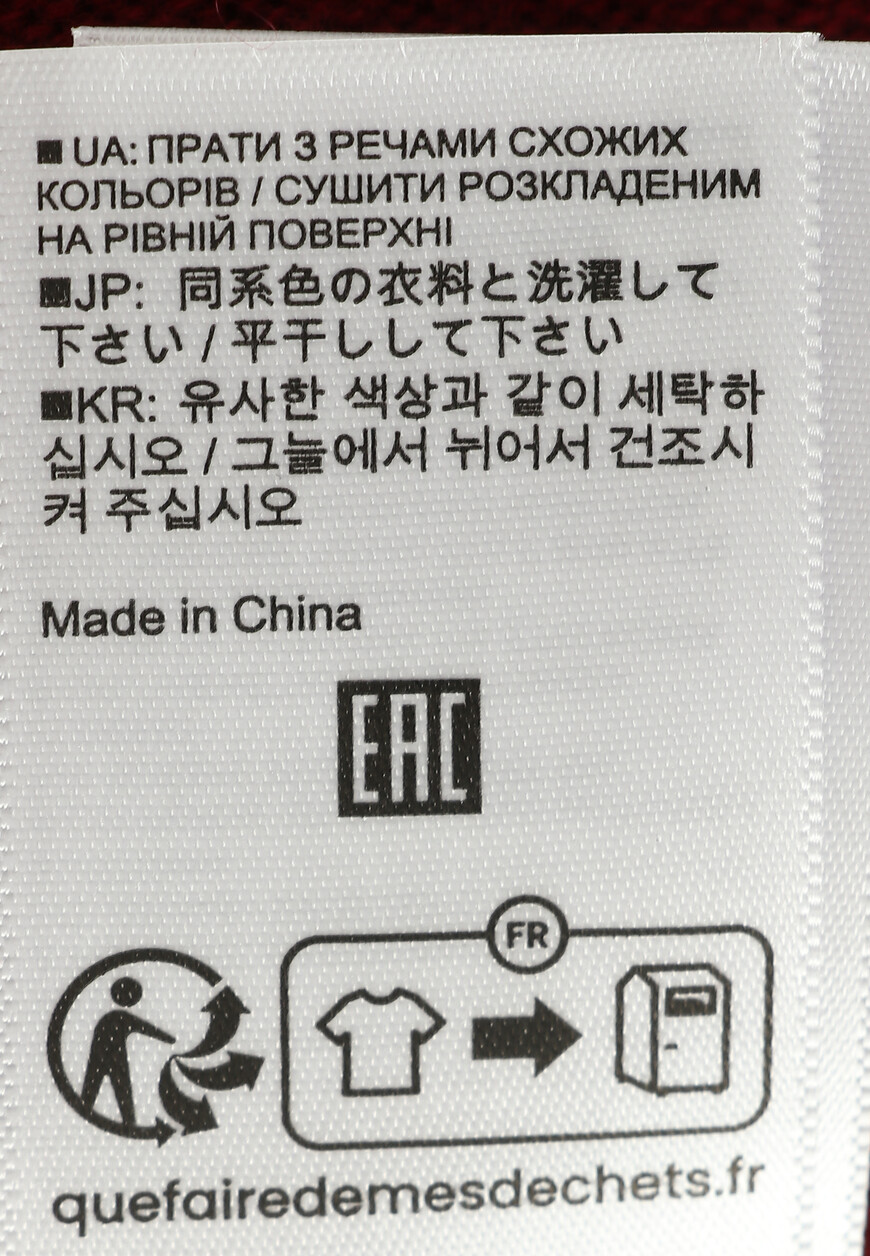 ■ UA: ПРАТИ З РЕЧАМИ СХОЖИХ
КОЛЬОРІВ / СУШИТИ РОЗКЛАДЕНИМ
НА РІВНІЙ ПОВЕРХНІ
■JP: 同系色の衣料と洗濯して
下さい / 平干ししして下さい
■KR: 유사한 색상과 같이 세탁하
십시오 / 그늘에서 뉘어서 건조시
켜 주십시오
Made in China
EAC
FR
quefairedemesdechets.fr